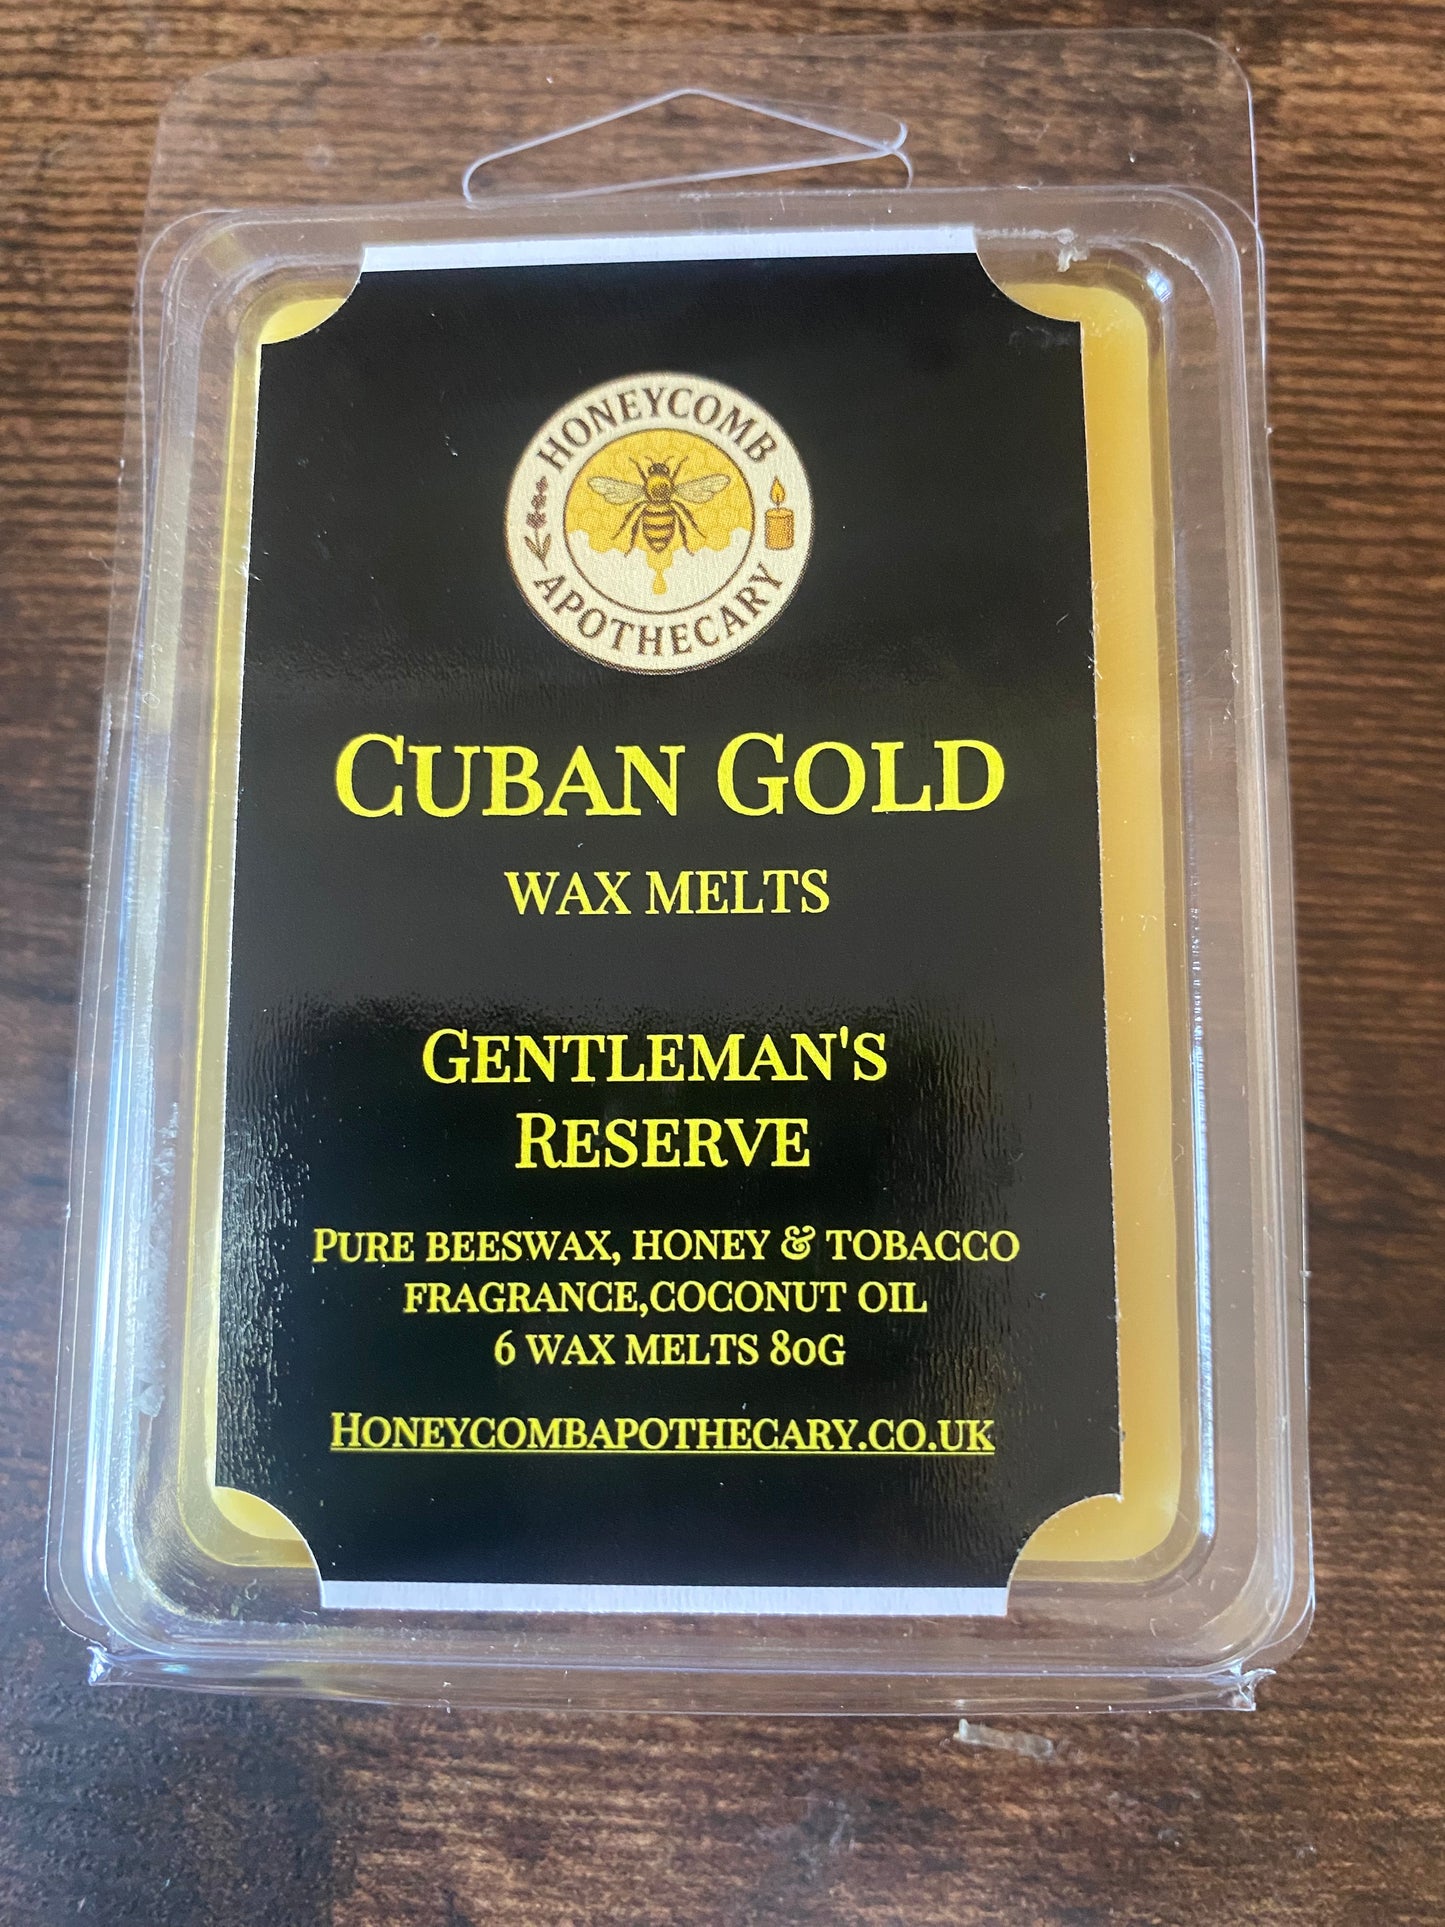 HONEYCOMB
APOTHECARY
CUBAN GOLD
WAX MELTS
GENTLEMAN'S
RESERVE
PURE BEESWAX, HONEY & TOBACCO
FRAGRANCE,COCONUT OIL
6 WAX MELTS 80G
HONEYCOMBAPOTHECARY.CO.UK